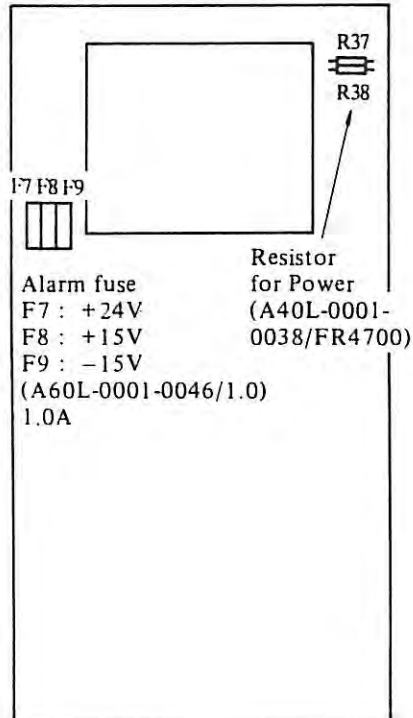 R37
R38
F7 F8 F9
Alarm fuse
F7 : +24V
F8 : +15V
F9 : −15V
(A60L-0001-0046/1.0)
1.0A
Resistor
for Power
(A40L-0001-
0038/FR4700)